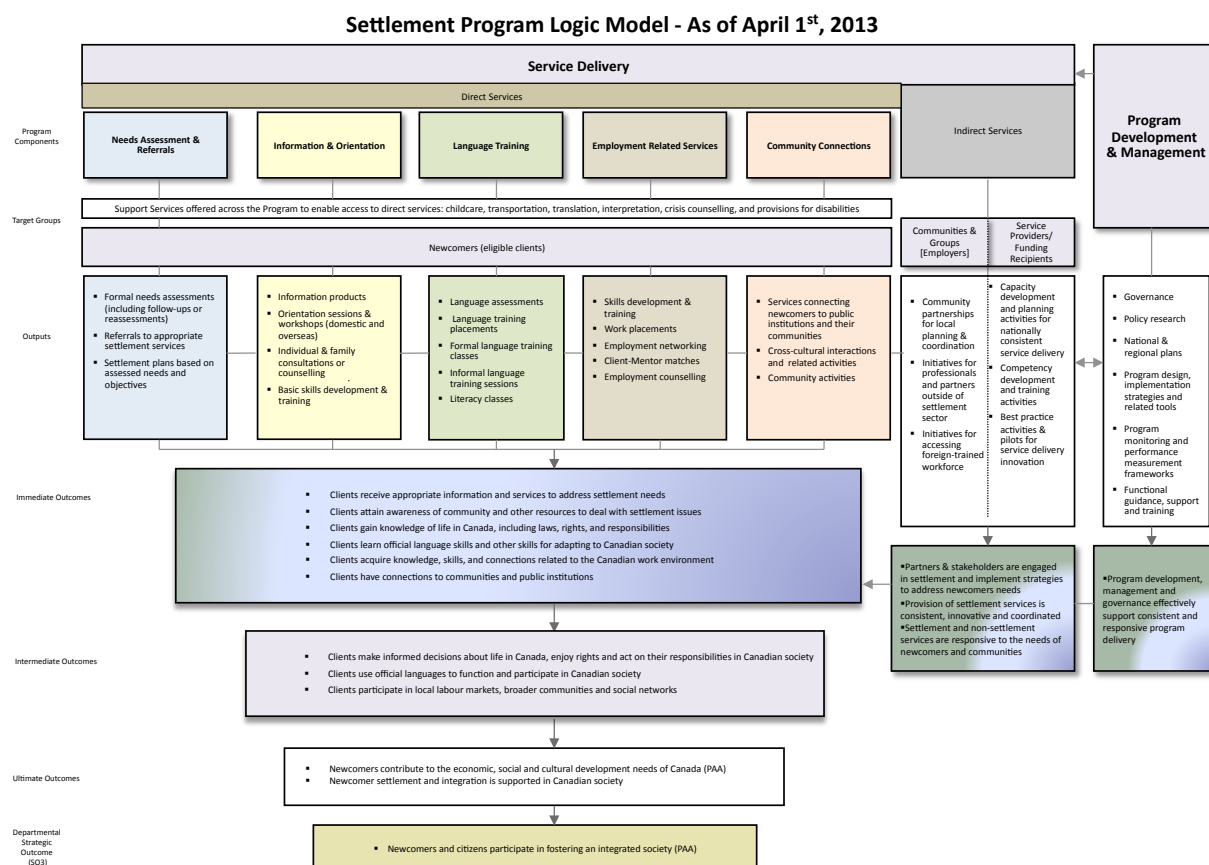 Settlement Program Logic Model - As of April 1st, 2013
Service Delivery
Direct Services
Indirect Services
Program
Development
& Management
Program
Components
Needs Assessment &
Referrals
Information & Orientation
Language Training
Employment Related Services
Community Connections
Support Services offered across the Program to enable access to direct services: childcare, transportation, translation, interpretation, crisis counselling, and provisions for disabilities
Target Groups
Newcomers (eligible clients)
Communities &
Groups
[Employers]
Service
Providers/
Funding
Recipients
Outputs
▪ Formal needs assessments
(including follow-ups or
reassessments)
▪ Referrals to appropriate
settlement services
▪ Settlement plans based on
assessed needs and
objectives
▪ Information products
▪ Orientation sessions &
workshops (domestic and
overseas)
▪ Individual & family
consultations or
counselling
▪ Basic skills development &
training
▪ Language assessments
▪ Language training
placements
▪ Formal language training
classes
▪ Informal language
training sessions
▪ Literacy classes
▪ Skills development &
training
▪ Work placements
▪ Employment networking
▪ Client-Mentor matches
▪ Employment counselling
▪ Services connecting
newcomers to public
institutions and their
communities
▪ Cross-cultural interactions
and related activities
▪ Community activities
▪ Community
partnerships
for local
planning &
coordination
▪ Initiatives for
professionals
and partners
outside of
settlement
sector
▪ Initiatives for
accessing
foreign-trained
workforce
▪ Capacity
development
and planning
activities for
nationally
consistent
service delivery
▪ Competency
development
and training
activities
▪ Best practice
activities &
pilots for
service delivery
innovation
▪ Governance
▪ Policy research
▪ National &
regional plans
▪ Program design,
implementation
strategies and
related tools
▪ Program
monitoring and
performance
measurement
frameworks
▪ Functional
guidance, support
and training
Immediate Outcomes
▪ Clients receive appropriate information and services to address settlement needs
▪ Clients attain awareness of community and other resources to deal with settlement issues
▪ Clients gain knowledge of life in Canada, including laws, rights, and responsibilities
▪ Clients learn official language skills and other skills for adapting to Canadian society
▪ Clients acquire knowledge, skills, and connections related to the Canadian work environment
▪ Clients have connections to communities and public institutions
▪Partners & stakeholders are engaged
in settlement and implement strategies
to address newcomers needs
▪Provision of settlement services is
consistent, innovative and coordinated
▪Settlement and non-settlement
services are responsive to the needs of
newcomers and communities
▪Program development,
management and
governance effectively
support consistent and
responsive program
delivery
Intermediate Outcomes
▪ Clients make informed decisions about life in Canada, enjoy rights and act on their responsibilities in Canadian society
▪ Clients use official languages to function and participate in Canadian society
▪ Clients participate in local labour markets, broader communities and social networks
Ultimate Outcomes
▪ Newcomers contribute to the economic, social and cultural development needs of Canada (PAA)
▪ Newcomer settlement and integration is supported in Canadian society
Departmental
Strategic
Outcome
(SO3)
▪ Newcomers and citizens participate in fostering an integrated society (PAA)